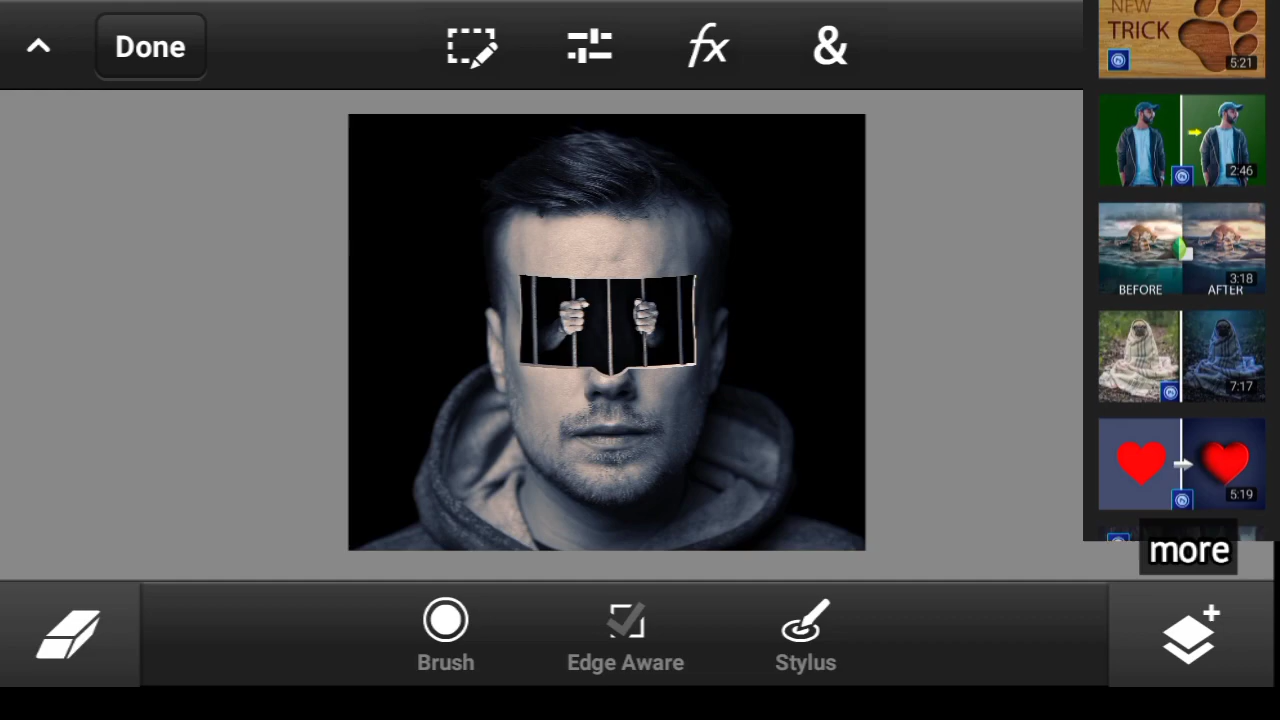 Done
fx
&
NEW
TRICK
5:21
2:46
3:18
BEFORE
AFTER
7:17
5:19
more
Brush
Edge Aware
Stylus